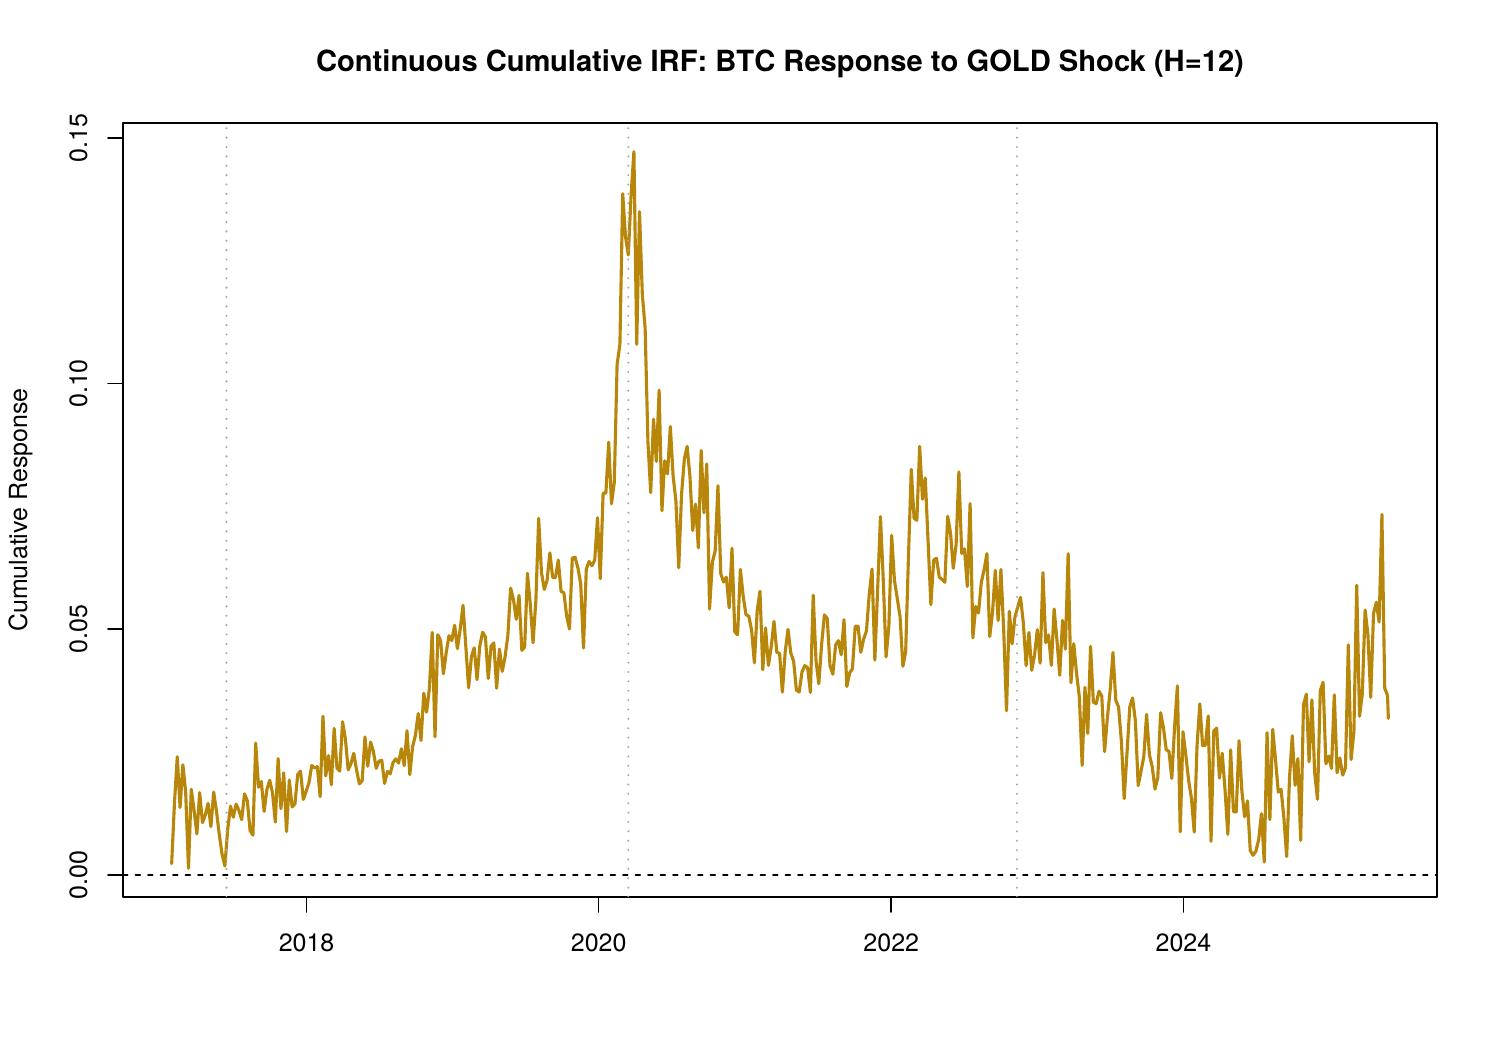 Continuous Cumulative IRF: BTC Response to GOLD Shock (H=12)
Cumulative Response
0.15
0.10
0.05
0.00
2018 2020 2022 2024